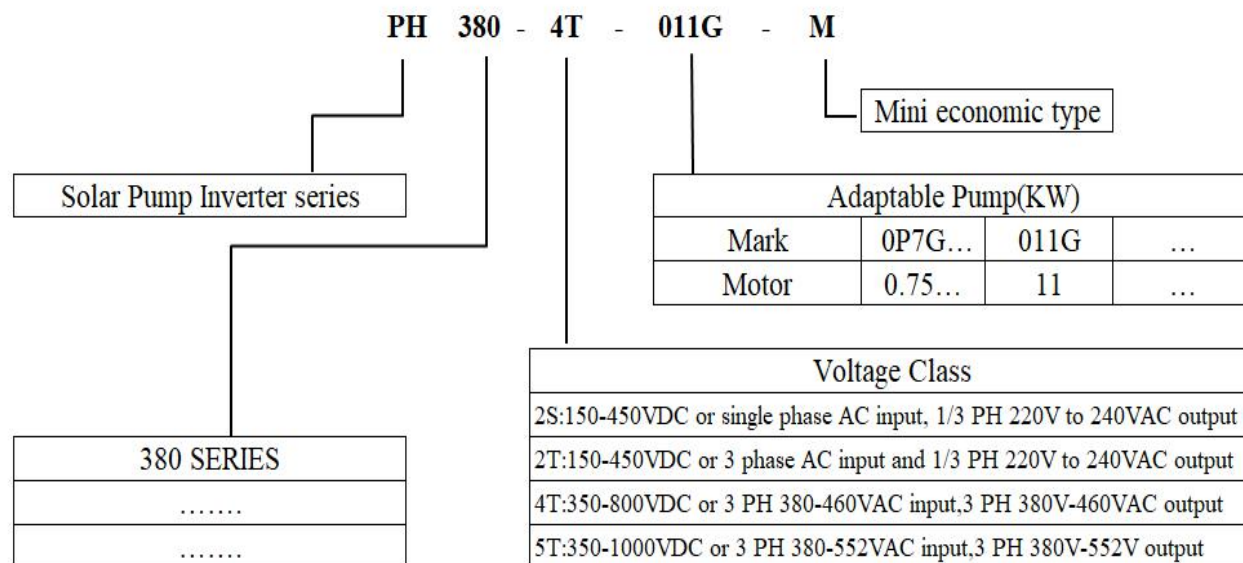 PH 380 - 4T - 011G - M
Mini economic type
Solar Pump Inverter series
Adaptable Pump(KW)
Mark 0P7G... 011G ...
Motor 0.75... 11 ...
Voltage Class
2S:150-450VDC or single phase AC input, 1/3 PH 220V to 240VAC output
380 SERIES
2T:150-450VDC or 3 phase AC input and 1/3 PH 220V to 240VAC output
.......
4T:350-800VDC or 3 PH 380-460VAC input,3 PH 380V-460VAC output
.......
5T:350-1000VDC or 3 PH 380-552VAC input,3 PH 380V-552V output